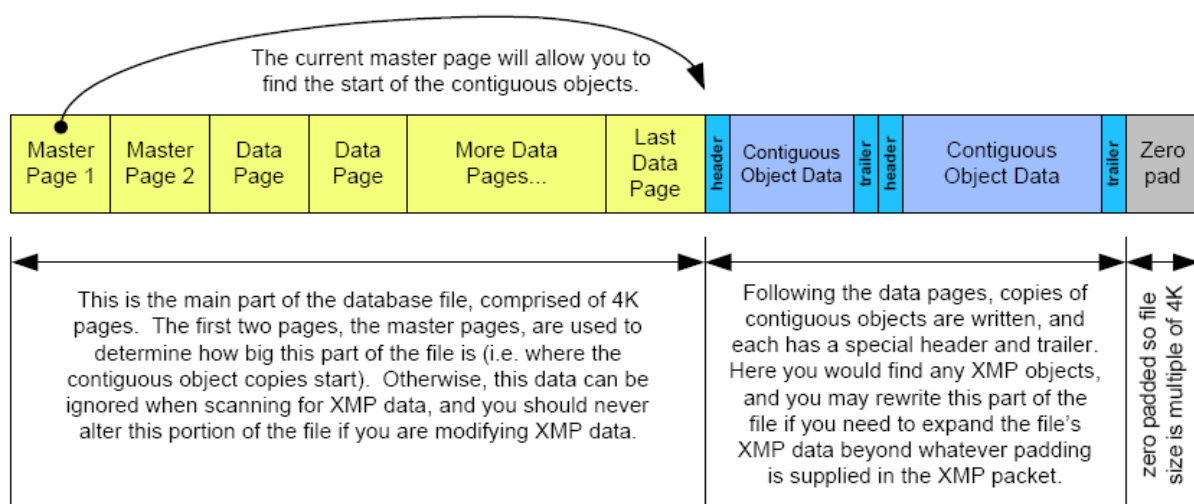 The current master page will allow you to
find the start of the contiguous objects.
Master
Page 1
Master
Page 2
Data
Page
Data
Page
More Data
Pages...
Last
Data
Page
header
Contiguous
Object Data
trailer
header
Contiguous
Object Data
trailer
Zero
pad
This is the main part of the database file, comprised of 4K
pages. The first two pages, the master pages, are used to
determine how big this part of the file is (i.e. where the
contiguous object copies start). Otherwise, this data can be
ignored when scanning for XMP data, and you should never
alter this portion of the file if you are modifying XMP data.
Following the data pages, copies of
contiguous objects are written, and
each has a special header and trailer.
Here you would find any XMP objects,
and you may rewrite this part of the
file if you need to expand the file's
XMP data beyond whatever padding
is supplied in the XMP packet.
zero padded so file
size is multiple of 4K